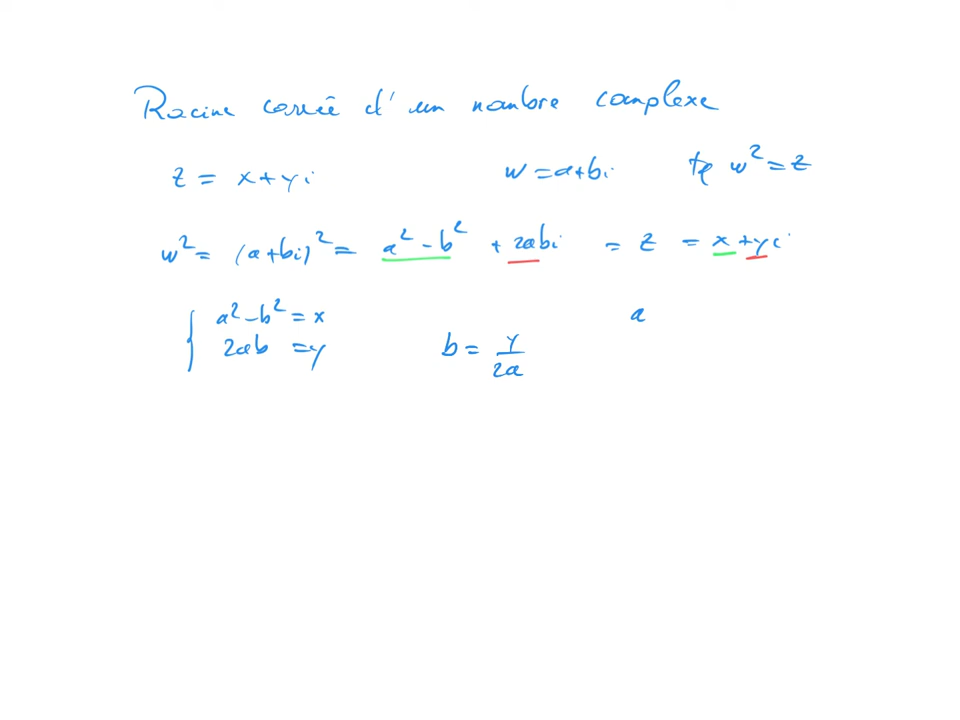 Racine carrée d'un nombre complexe
z = x+yi w = a+bi tq w² = z
w² = (a+bi)² = a² - b² + 2abi = z = x+yi
{ a² - b² = x a
2ab = y b = y/2a